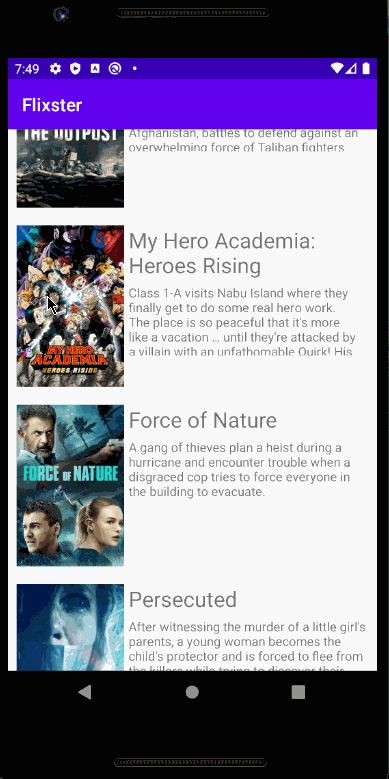 7:49
Flixster
THE OUTPOST
Afghanistan, battles to defend against an
overwhelming force of Taliban fighters
My Hero Academia:
Heroes Rising
Class 1-A visits Nabu Island where they
finally get to do some real hero work.
The place is so peaceful that it's more
like a vacation … until they're attacked by
a villain with an unfathomable Quirk! His
MY HERO
ACADEMIA
HEROES RISING
Force of Nature
A gang of thieves plan a heist during a
hurricane and encounter trouble when a
disgraced cop tries to force everyone in
the building to evacuate.
FORCE OF NATURE
Persecuted
After witnessing the murder of a little girl's
parents, a young woman becomes the
child's protector and is forced to flee from
the killers while trying to discover their